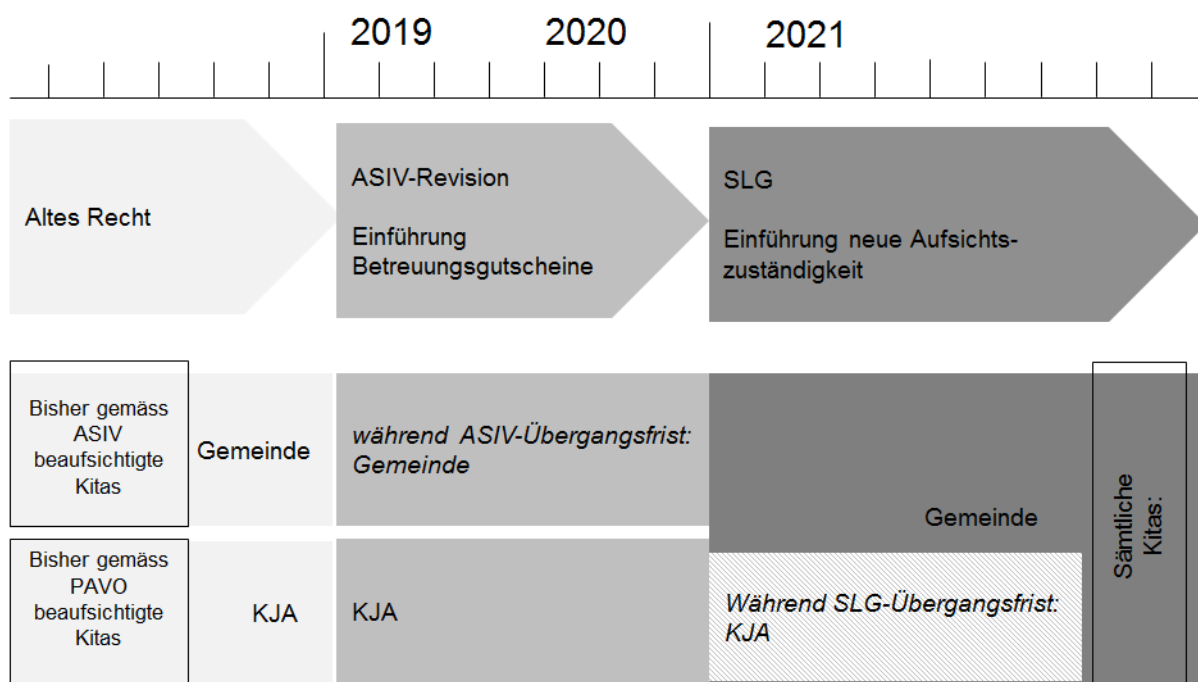 2019 2020 2021
Altes Recht
ASIV-Revision
Einführung
Betreuungsgutscheine
SLG
Einführung neue Aufsichts-
zuständigkeit
Bisher gemäss
ASIV
beaufsichtigte
Kitas
Gemeinde
während ASIV-Übergangsfrist:
Gemeinde
Gemeinde
Sämtliche
Kitas:
Bisher gemäss
PAVO
beaufsichtigte
Kitas
KJA
KJA
Während SLG-Übergangsfrist:
KJA